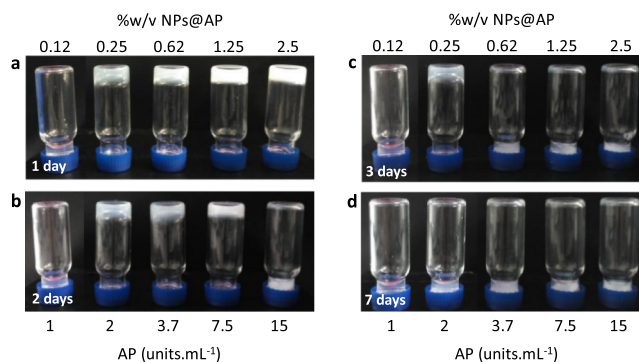 %w/v NPs@AP
0.12 0.25 0.62 1.25 2.5
a
1 day
b
2 days
1 2 3.7 7.5 15
AP (units.mL⁻¹)
%w/v NPs@AP
0.12 0.25 0.62 1.25 2.5
c
3 days
d
7 days
1 2 3.7 7.5 15
AP (units.mL⁻¹)